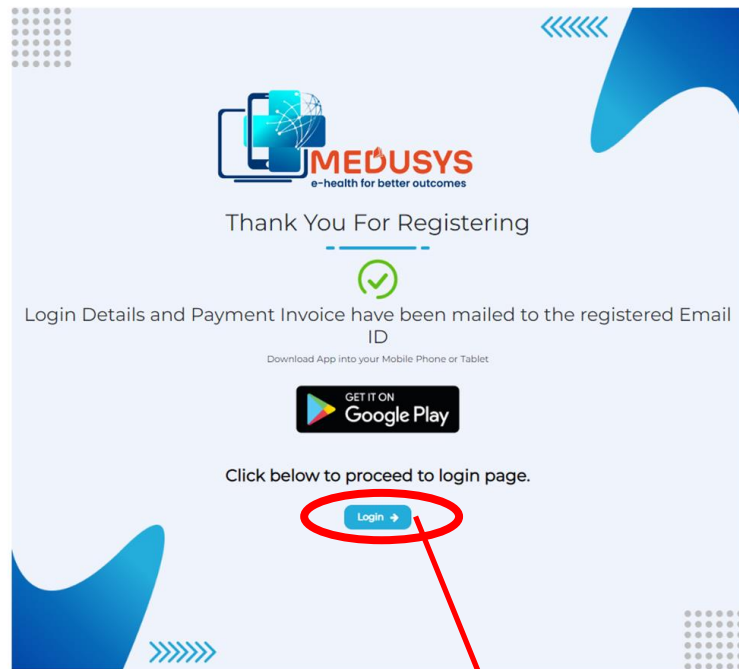 MEDUSYS
e-health for better outcomes
Thank You For Registering
Login Details and Payment Invoice have been mailed to the registered Email
ID
Download App into your Mobile Phone or Tablet
GET IT ON
Google Play
Click below to proceed to login page.
Login